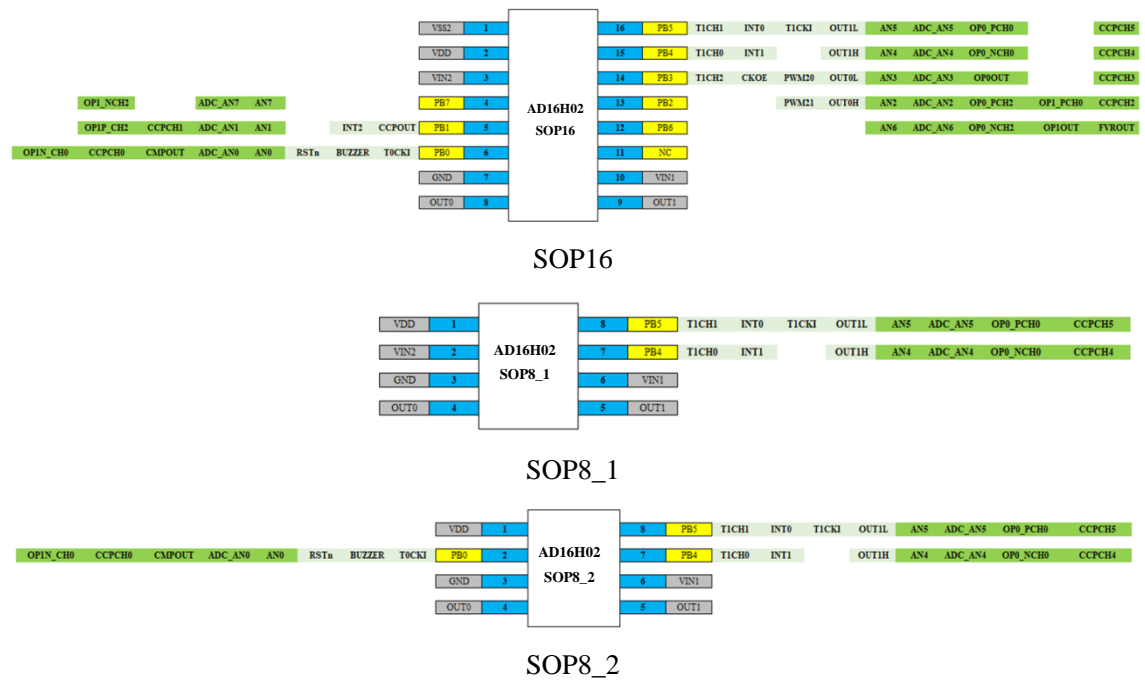 VSS2 1 16 PB5 T1CH1 INT0 T1CKI OUT1L AN5 ADC_AN5 OP0_PCH0 CCPCH5
VDD 2 15 PB4 T1CH0 INT1 OUT1H AN4 ADC_AN4 OP0_NCH0 CCPCH4
VIN2 3 14 PB3 T1CH2 CKOE PWM20 OUT0L AN3 ADC_AN3 OP0OUT CCPCH3
OP1_NCH2 ADC_AN7 AN7 PB7 4 13 PB2 PWM21 OUT0H AN2 ADC_AN2 OP0_PCH2 OP1_PCH0 CCPCH2
AD16H02
SOP16
OP1P_CH2 CCPCH1 ADC_AN1 AN1 INT2 CCPOUT PB1 5 12 PB6 AN6 ADC_AN6 OP0_NCH2 OP1OUT FVROUT
OP1N_CH0 CCPCH0 CMPOUT ADC_AN0 AN0 RSTn BUZZER T0CKI PB0 6 11 NC
GND 7 10 VIN1
OUT0 8 9 OUT1
SOP16
VDD 1 8 PB5 T1CH1 INT0 T1CKI OUT1L AN5 ADC_AN5 OP0_PCH0 CCPCH5
VIN2 2 AD16H02 7 PB4 T1CH0 INT1 OUT1H AN4 ADC_AN4 OP0_NCH0 CCPCH4
GND 3 SOP8_1 6 VIN1
OUT0 4 5 OUT1
SOP8_1
VDD 1 8 PB5 T1CH1 INT0 T1CKI OUT1L AN5 ADC_AN5 OP0_PCH0 CCPCH5
OP1N_CH0 CCPCH0 CMPOUT ADC_AN0 AN0 RSTn BUZZER T0CKI PB0 2 AD16H02 7 PB4 T1CH0 INT1 OUT1H AN4 ADC_AN4 OP0_NCH0 CCPCH4
GND 3 SOP8_2 6 VIN1
OUT0 4 5 OUT1
SOP8_2